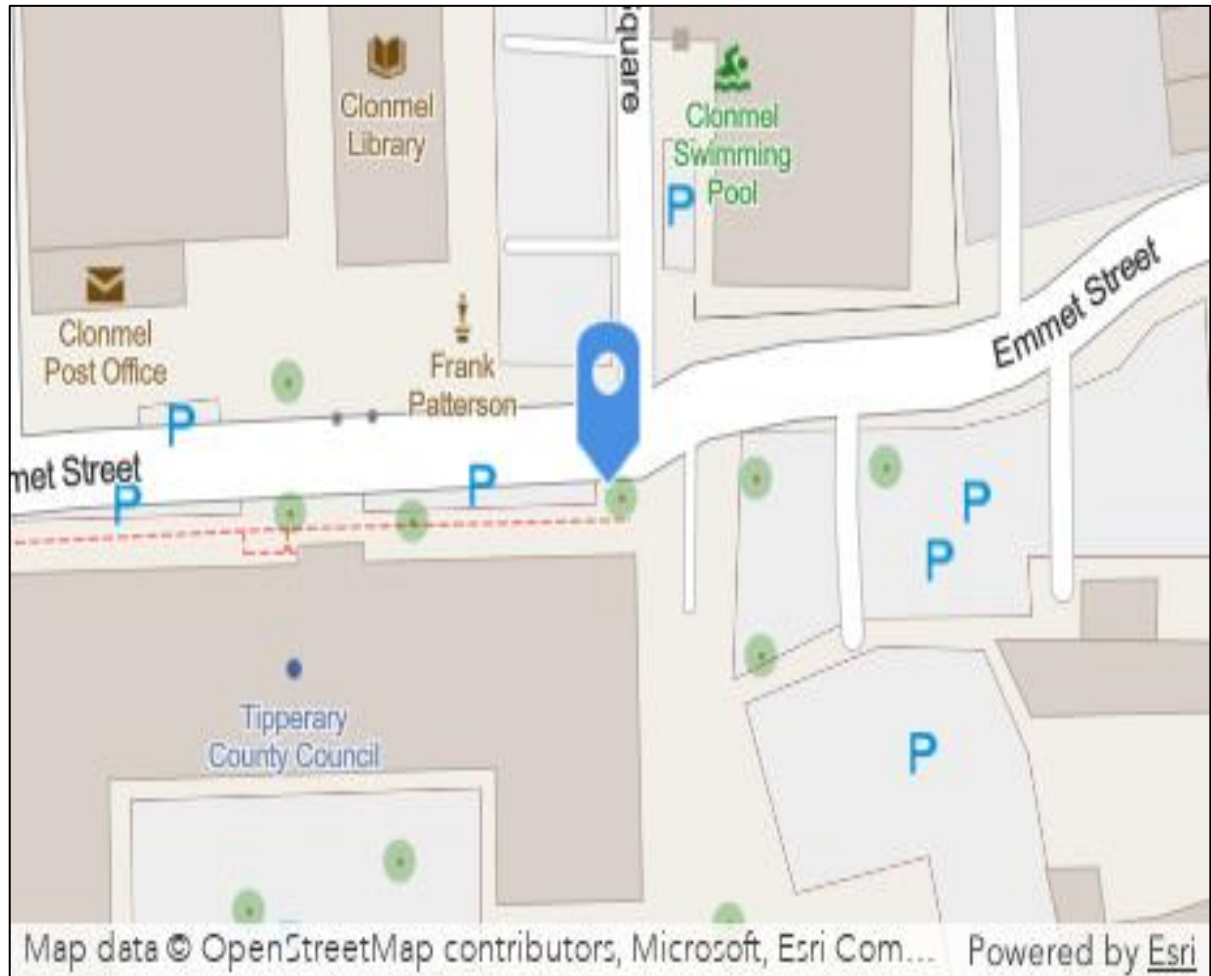 Square
Clonmel
Library
Clonmel
Swimming
Pool
P
Clonmel
Post Office
Frank
Patterson
Emmet Street
P
met Street
P
P
P
P
Tipperary
County Council
P
Map data © OpenStreetMap contributors, Microsoft, Esri Com... Powered by Esri